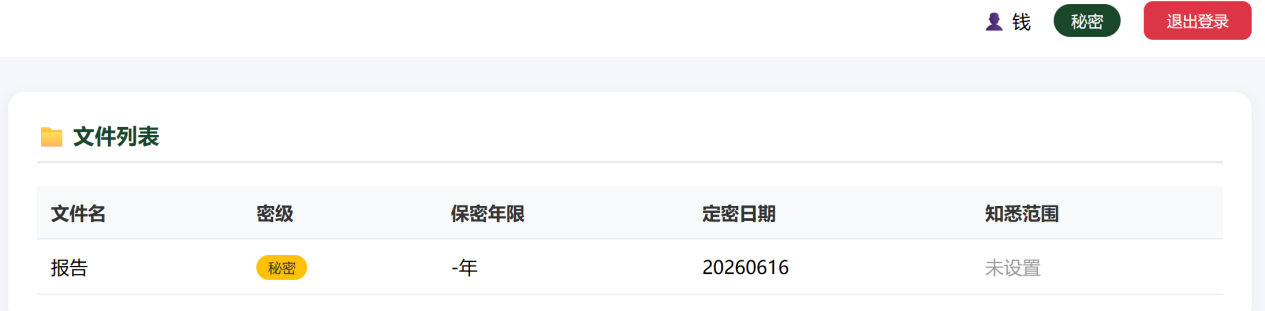 钱 秘密 退出登录
文件列表
文件名 密级 保密年限 定密日期 知悉范围
报告 秘密 -年 20260616 未设置